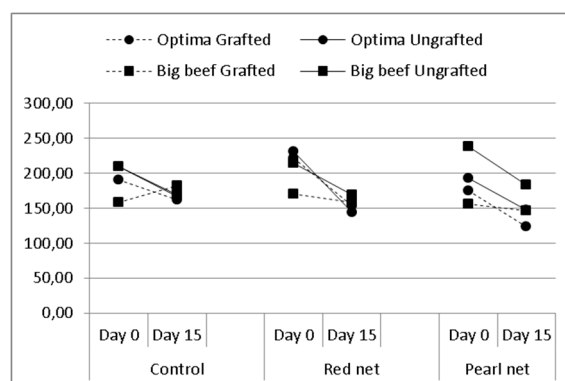 Optima Grafted Optima Ungrafted
Big beef Grafted Big beef Ungrafted
300,00
250,00
200,00
150,00
100,00
50,00
0,00
Day 0 Day 15 Day 0 Day 15 Day 0 Day 15
Control Red net Pearl net